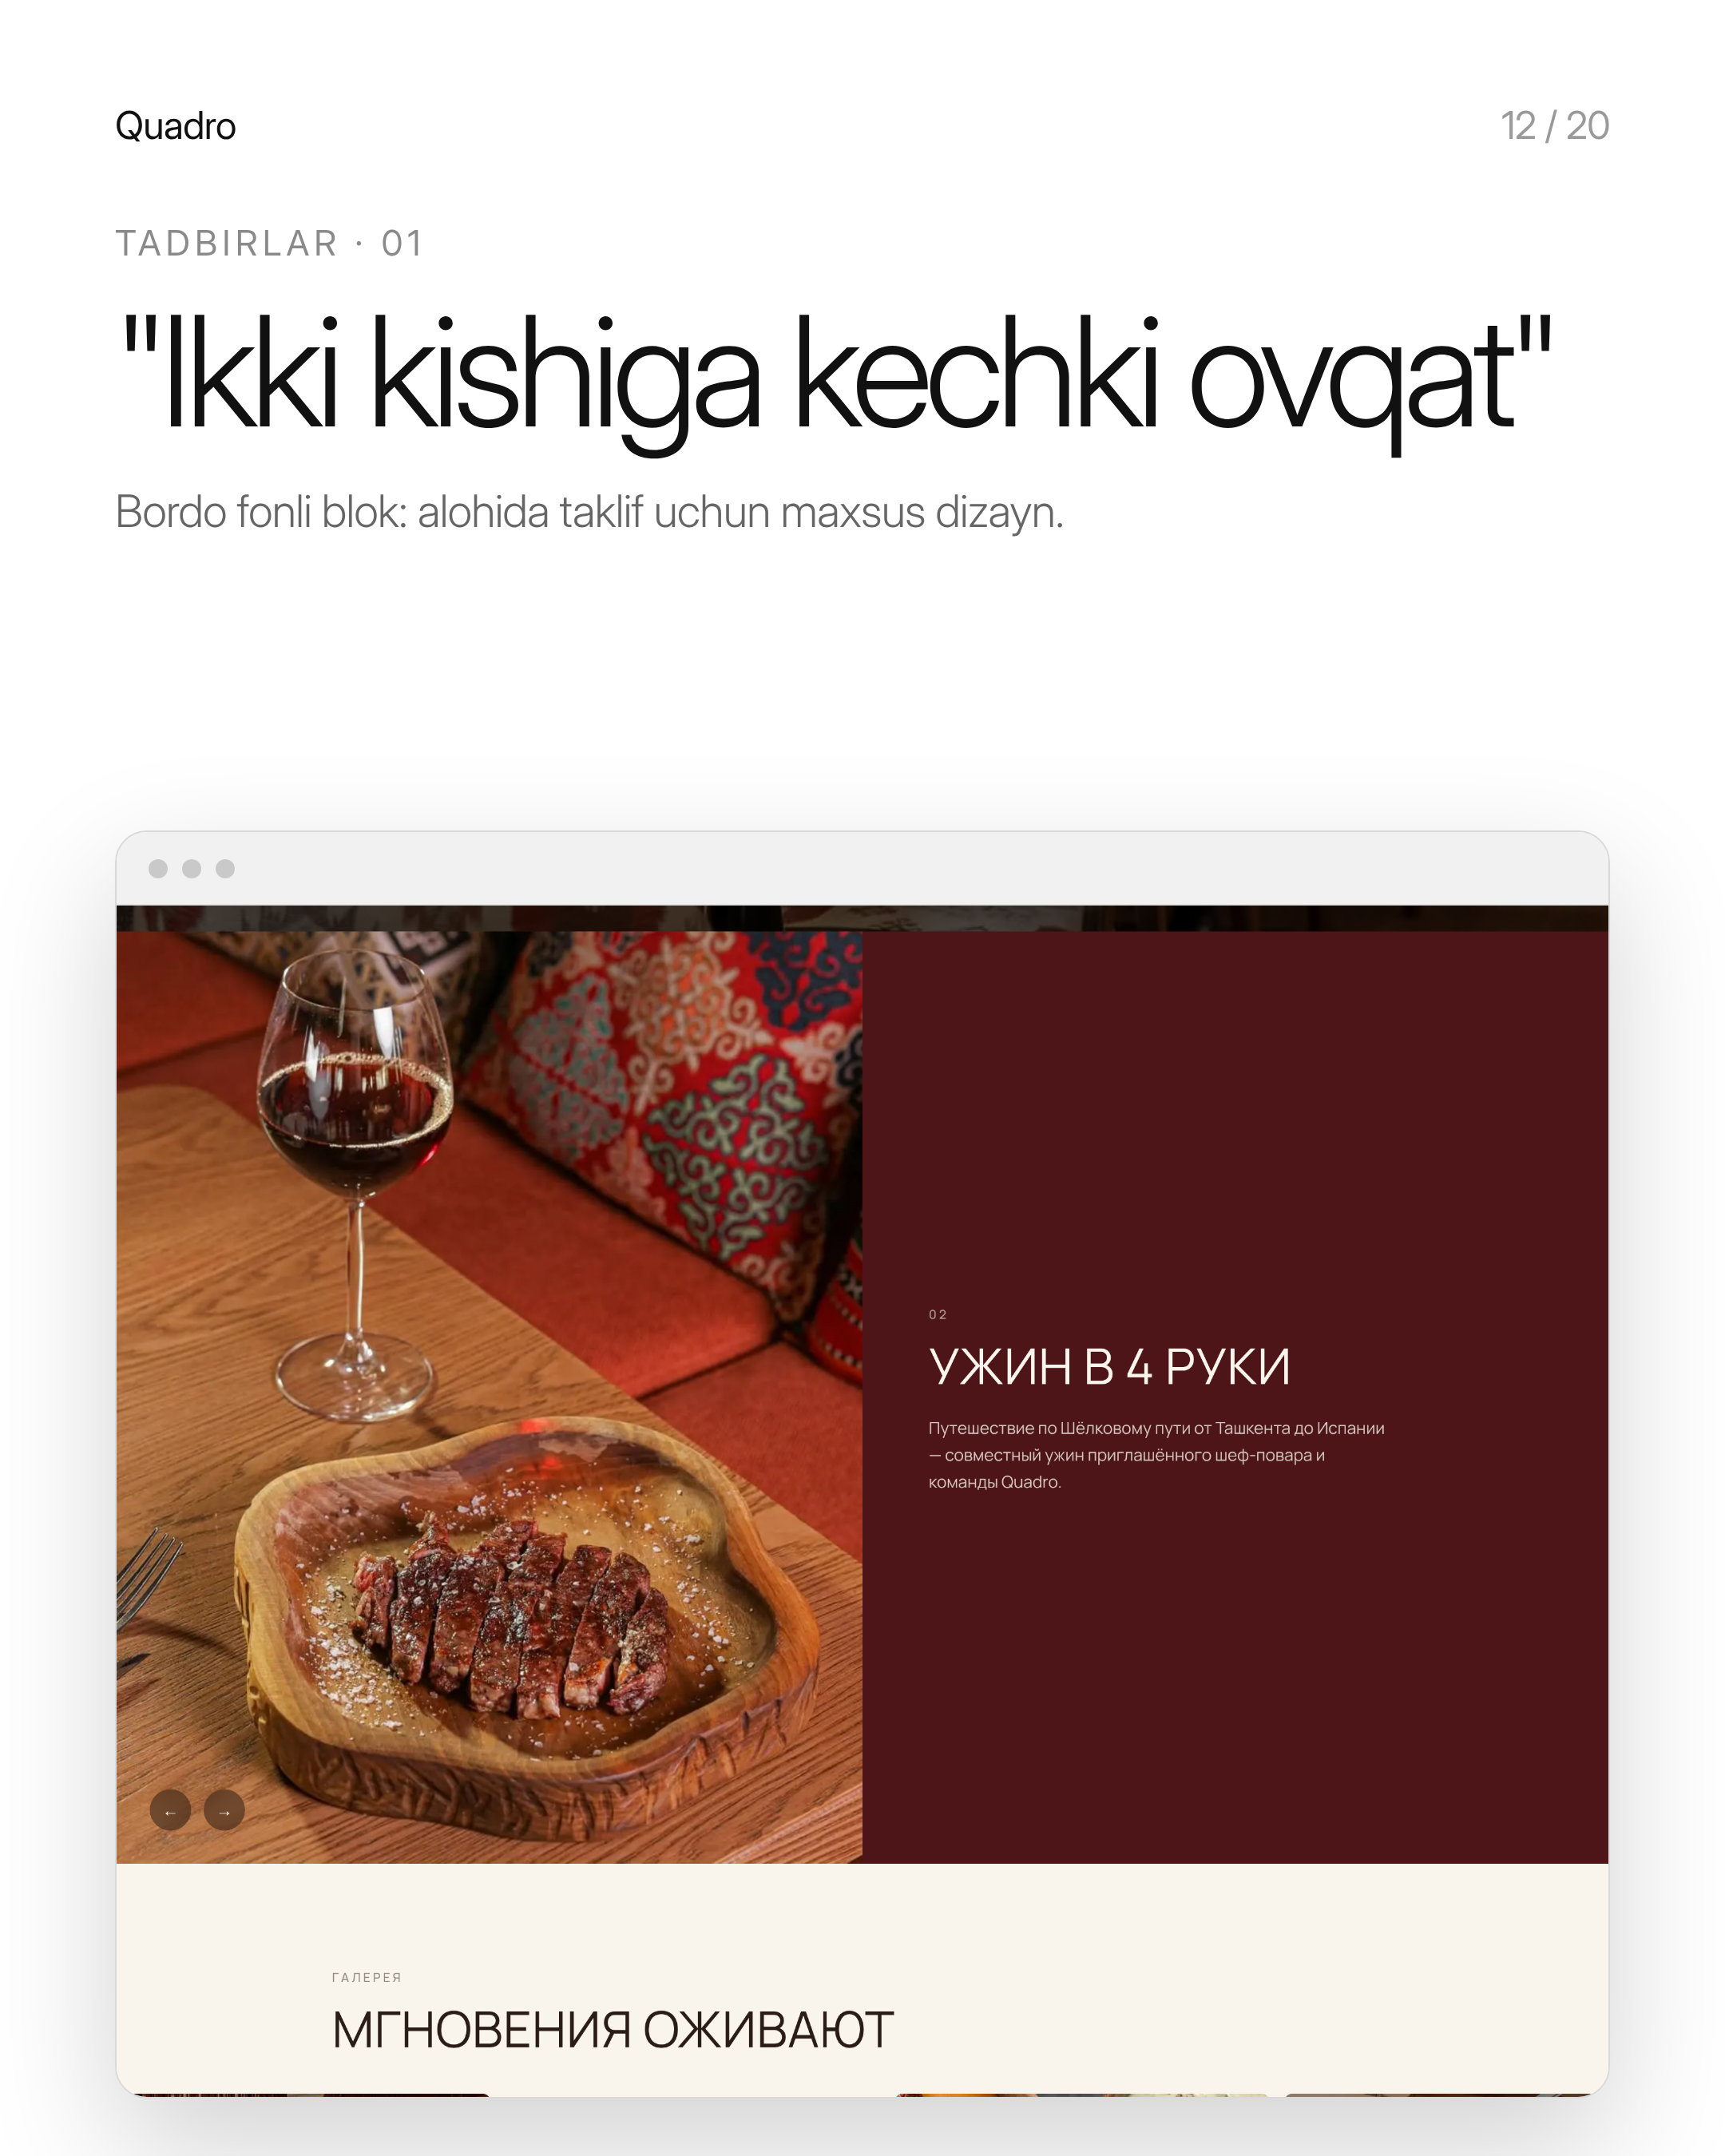 Quadro
12 / 20
TADBIRLAR · 01
"Ikki kishiga kechki ovqat"
Bordo fonli blok: alohida taklif uchun maxsus dizayn.
02
УЖИН В 4 РУКИ
Путешествие по Шёлковому пути от Ташкента до Испании
— совместный ужин приглашённого шеф-повара и
команды Quadro.
← →
ГАЛЕРЕЯ
МГНОВЕНИЯ ОЖИВАЮТ